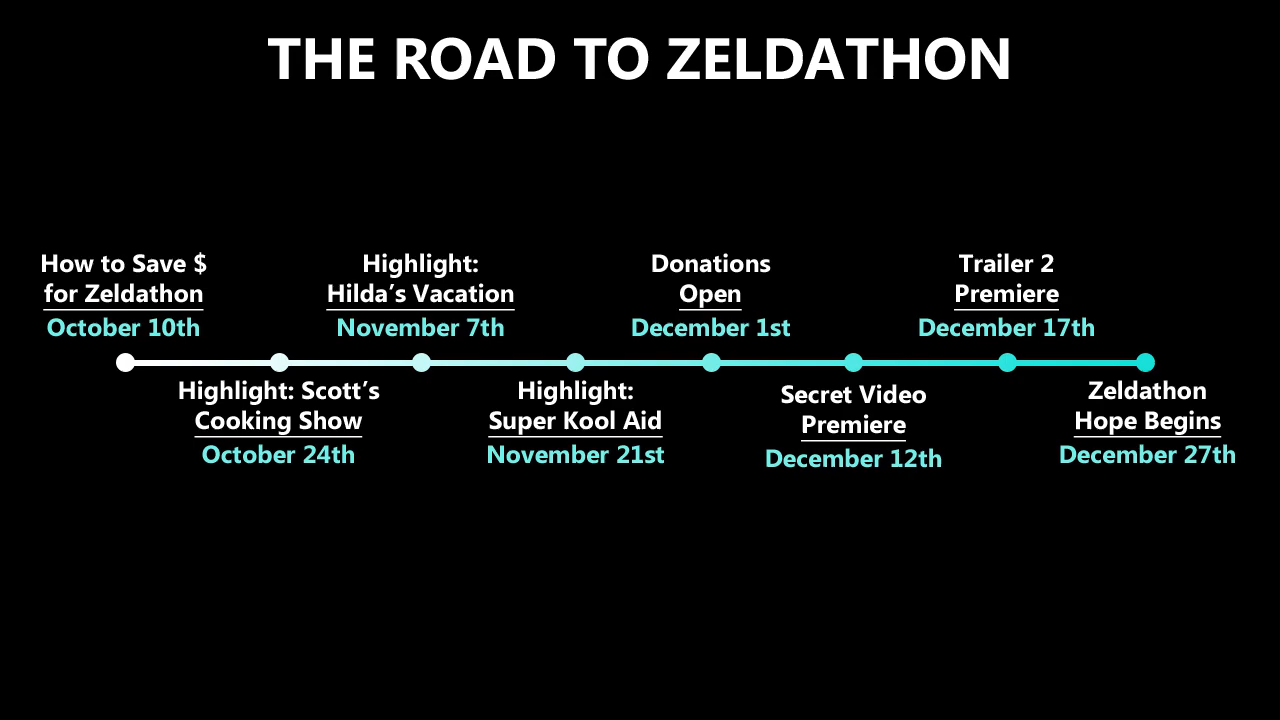 THE ROAD TO ZELDATHON
How to Save $
for Zeldathon
October 10th
Highlight: Scott’s
Cooking Show
October 24th
Highlight:
Hilda’s Vacation
November 7th
Highlight:
Super Kool Aid
November 21st
Donations
Open
December 1st
Secret Video
Premiere
December 12th
Trailer 2
Premiere
December 17th
Zeldathon
Hope Begins
December 27th